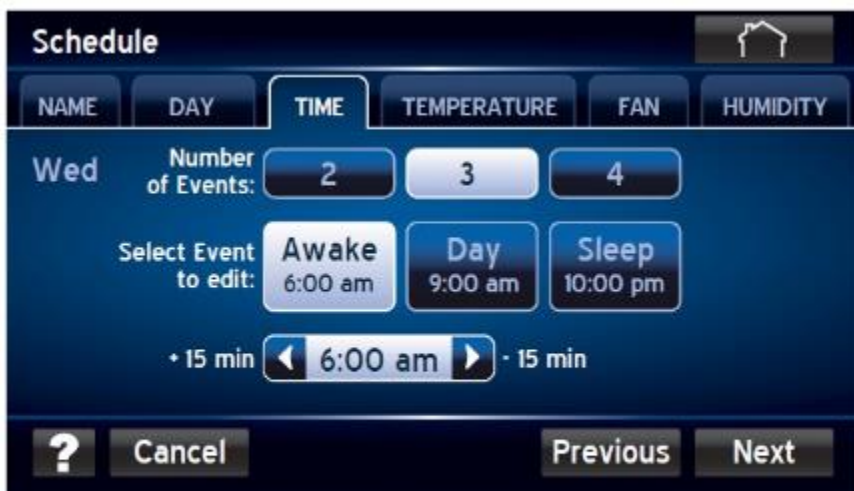 Schedule
NAME DAY TIME TEMPERATURE FAN HUMIDITY
Wed Number of Events: 2 3 4
Select Event to edit: Awake 6:00 am Day 9:00 am Sleep 10:00 pm
+ 15 min 6:00 am - 15 min
? Cancel Previous Next